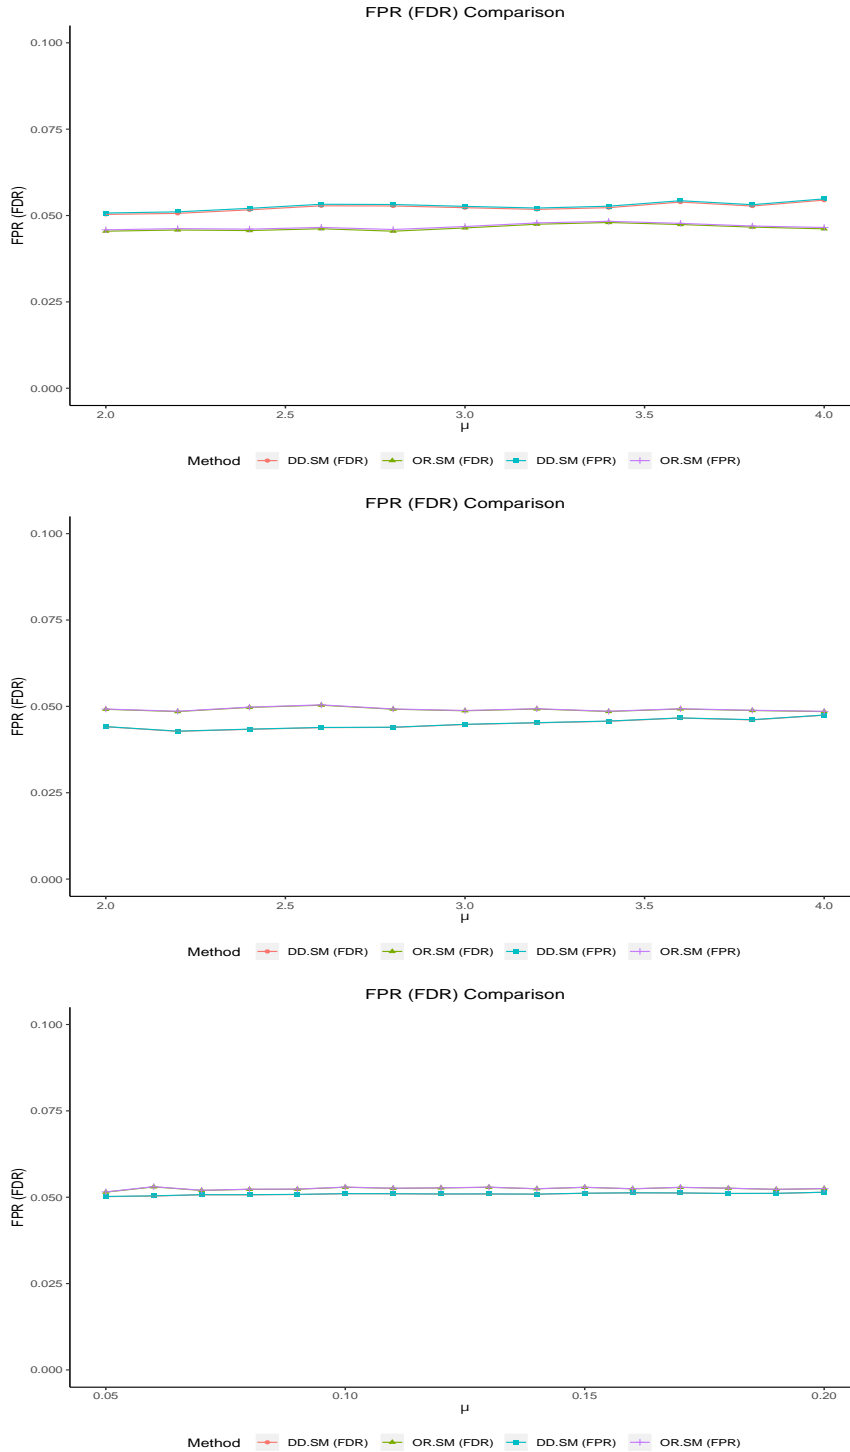 FPR (FDR) Comparison
0.100
0.075
0.050
0.025
0.000
FPR (FDR)
2.0 2.5 3.0 3.5 4.0
μ
Method DD.SM (FDR) OR.SM (FDR) DD.SM (FPR) OR.SM (FPR)
FPR (FDR) Comparison
0.100
0.075
0.050
0.025
0.000
FPR (FDR)
2.0 2.5 3.0 3.5 4.0
μ
Method DD.SM (FDR) OR.SM (FDR) DD.SM (FPR) OR.SM (FPR)
FPR (FDR) Comparison
0.100
0.075
0.050
0.025
0.000
FPR (FDR)
0.05 0.10 0.15 0.20
μ
Method DD.SM (FDR) OR.SM (FDR) DD.SM (FPR) OR.SM (FPR)